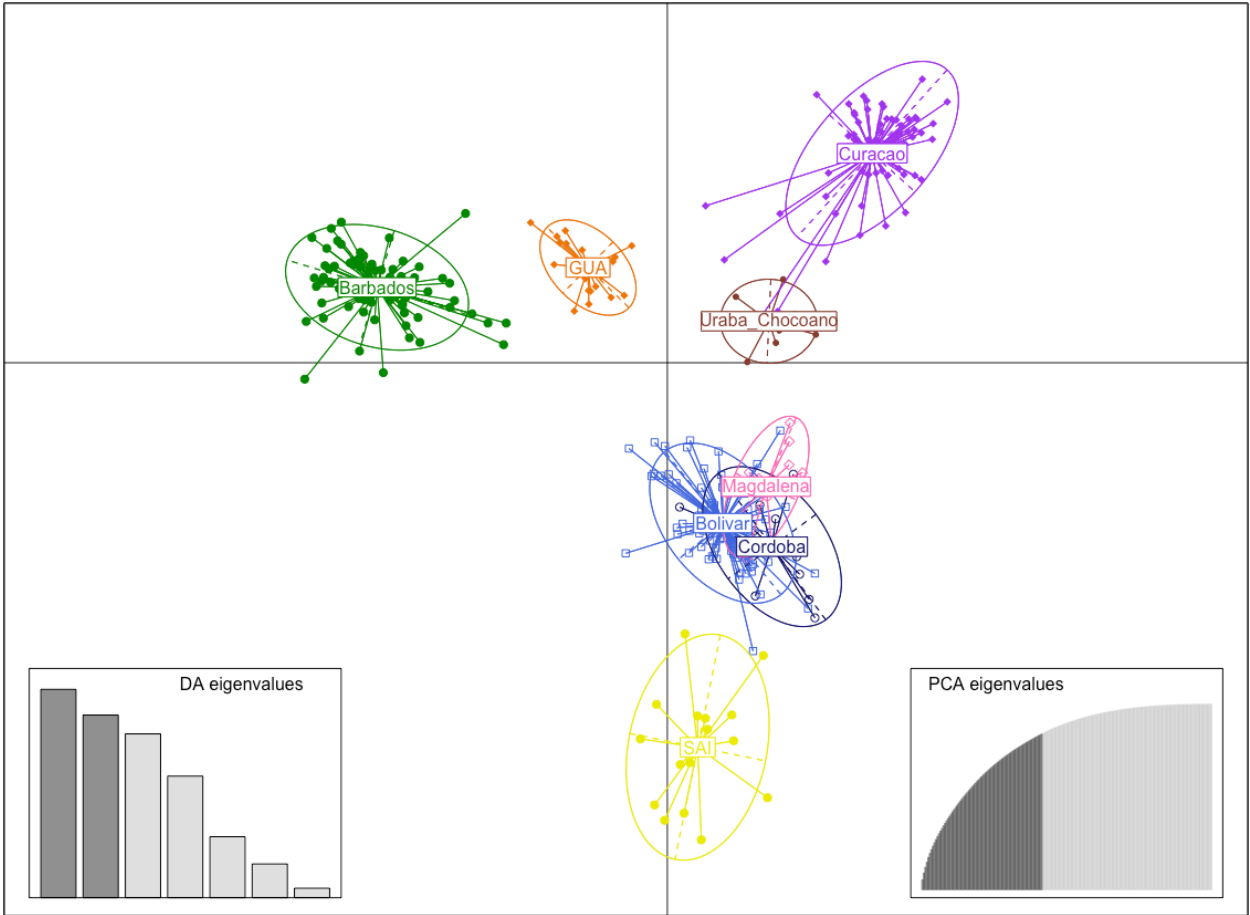 Curacao
GUA
Barbados
Uraba_Chocoano
Magdalena
Bolivar
Cordoba
DA eigenvalues
PCA eigenvalues
SAI